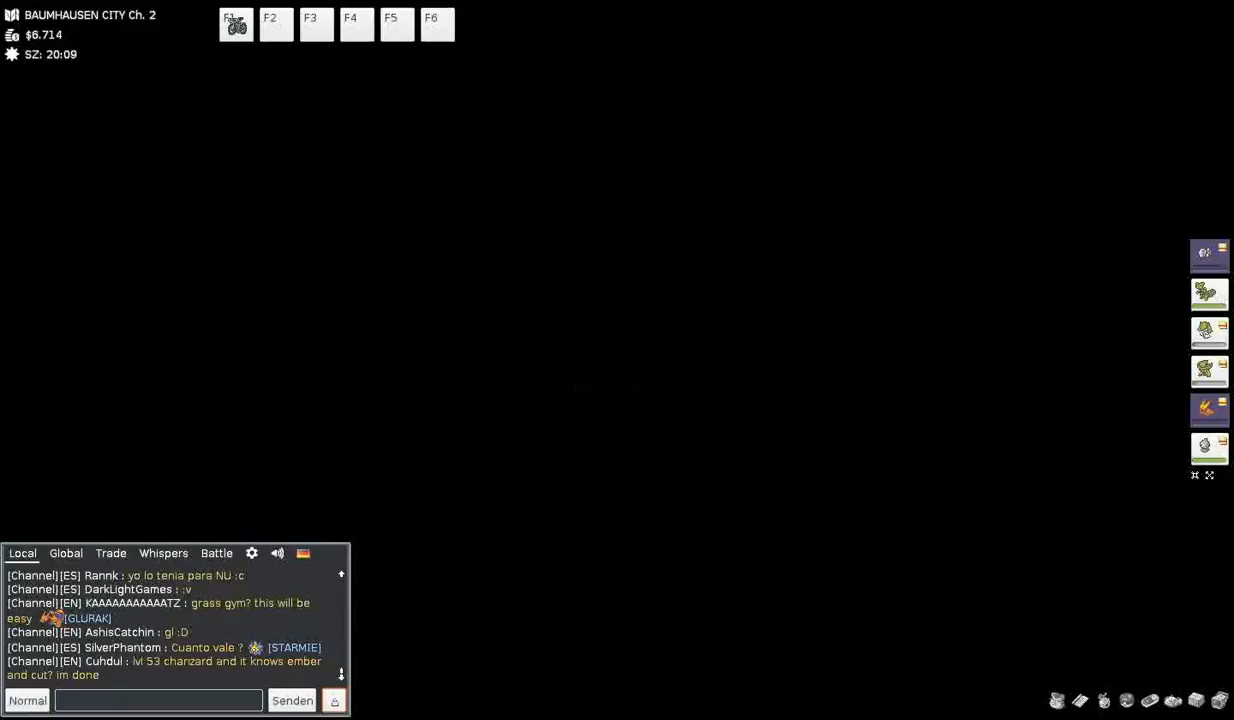 BAUMHAUSEN CITY Ch. 2
$6.714
SZ: 20:09
F1 F2 F3 F4 F5 F6
Local Global Trade Whispers Battle
[Channel][ES] Rannk : yo lo tenia para NU :c
[Channel][ES] DarkLightGames : :v
[Channel][EN] KAAAAAAAAAAATZ : grass gym? this will be
easy [GLURAK]
[Channel][EN] AshisCatchin : gl :D
[Channel][ES] SilverPhantom : Cuanto vale ? [STARMIE]
[Channel][EN] Cuhdul : lvl 53 charizard and it knows ember
and cut? im done
Normal Senden